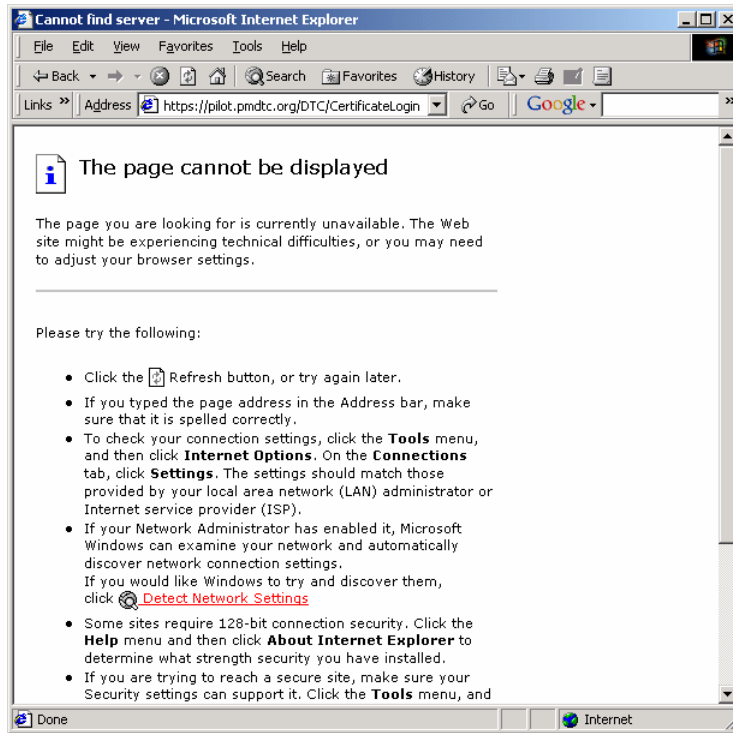 Cannot find server - Microsoft Internet Explorer
File Edit View Favorites Tools Help
Back Search Favorites History
Links » Address https://pilot.pmdtc.org/DTC/CertificateLogin Go Google »
The page cannot be displayed
The page you are looking for is currently unavailable. The Web
site might be experiencing technical difficulties, or you may need
to adjust your browser settings.
Please try the following:
• Click the Refresh button, or try again later.
• If you typed the page address in the Address bar, make
sure that it is spelled correctly.
• To check your connection settings, click the Tools menu,
and then click Internet Options. On the Connections
tab, click Settings. The settings should match those
provided by your local area network (LAN) administrator or
Internet service provider (ISP).
• If your Network Administrator has enabled it, Microsoft
Windows can examine your network and automatically
discover network connection settings.
If you would like Windows to try and discover them,
click Detect Network Settings
• Some sites require 128-bit connection security. Click the
Help menu and then click About Internet Explorer to
determine what strength security you have installed.
• If you are trying to reach a secure site, make sure your
Security settings can support it. Click the Tools menu, and
Done Internet